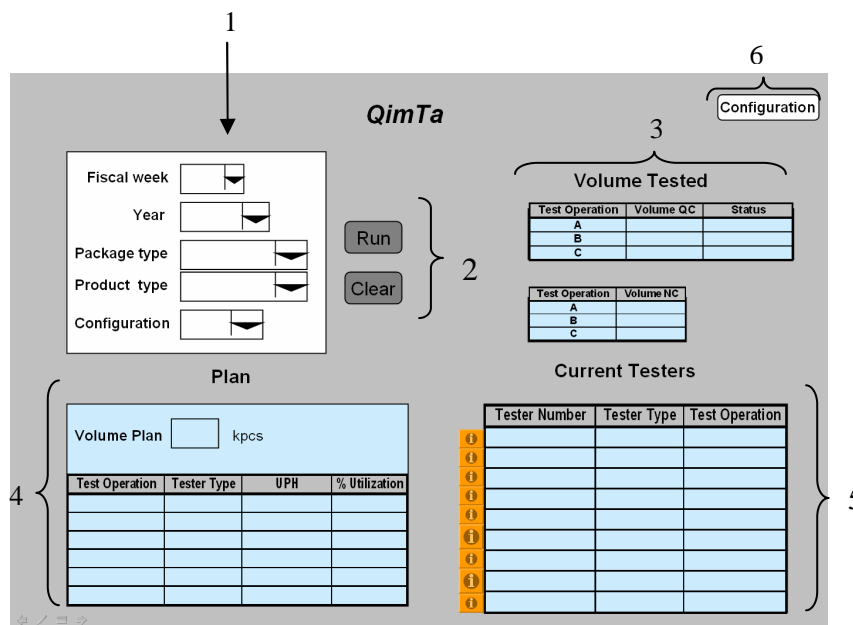 1
6
Configuration
QimTa
3
Fiscal week
Year
Package type
Product type
Configuration
Run
Clear
2
Volume Tested
Test Operation Volume QC Status
A
B
C
Test Operation Volume NC
A
B
C
Plan
Volume Plan kpcs
Test Operation Tester Type UPH % Utilization
4
Current Testers
Tester Number Tester Type Test Operation
i
i
i
i
i
i
i
i
i
5